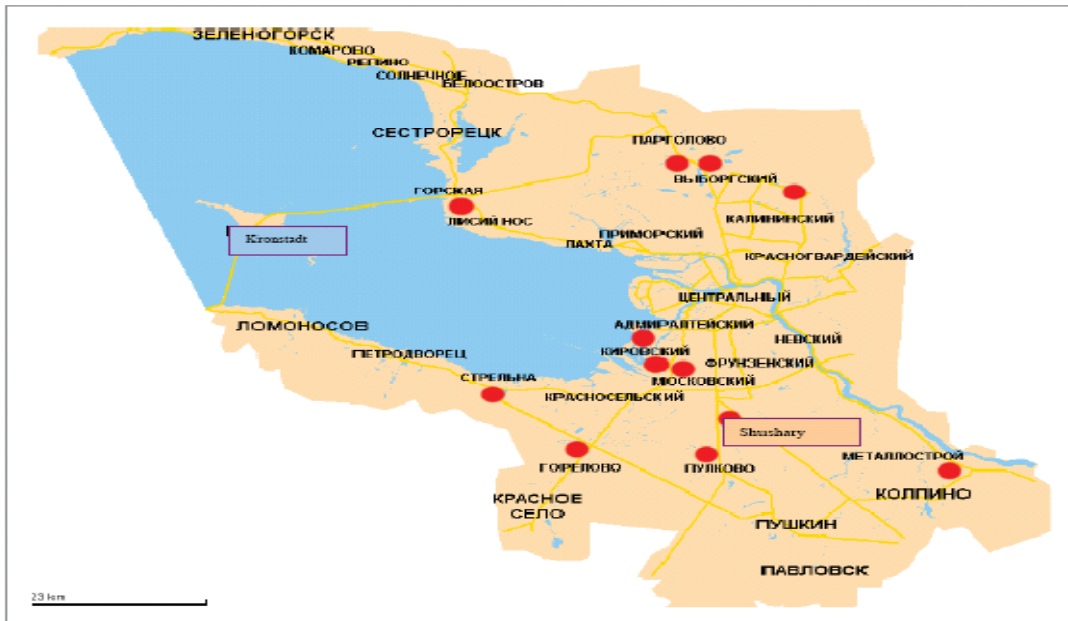 ЗЕЛЕНОГОРСК
КОМАРОВО
РЕПИНО
СОЛНЕЧНОЕ
БЕЛООСТРОВ
СЕСТРОРЕЦК
ПАРГОЛОВО
ВЫБОРГСКИЙ
ГОРСКАЯ
ЛИСИЙ НОС
КАЛИНИНСКИЙ
ПРИМОРСКИЙ
Kronstadt
ЛАХТА
КРАСНОГВАРДЕЙСКИЙ
ЦЕНТРАЛЬНЫЙ
ЛОМОНОСОВ
АДМИРАЛТЕЙСКИЙ
НЕВСКИЙ
ПЕТРОДВОРЕЦ
КИРОВСКИЙ
ФРУНЗЕНСКИЙ
СТРЕЛЬНА
МОСКОВСКИЙ
КРАСНОСЕЛЬСКИЙ
Shushary
МЕТАЛЛОСТРОЙ
ГОРЕЛОВО
ПУЛКОВО
КОЛПИНО
КРАСНОЕ
СЕЛО
ПУШКИН
ПАВЛОВСК
23 km